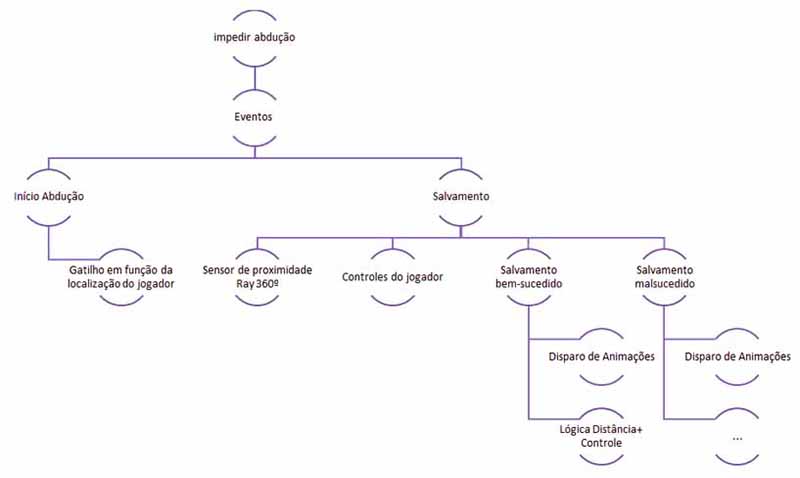 impedir abdução
Eventos
Início Abdução
Salvamento
Gatilho em função da
localização do jogador
Sensor de proximidade
Ray 360º
Controles do jogador
Salvamento
bem-sucedido
Salvamento
malsucedido
Disparo de Animações
Disparo de Animações
Lógica Distância+
Controle
...